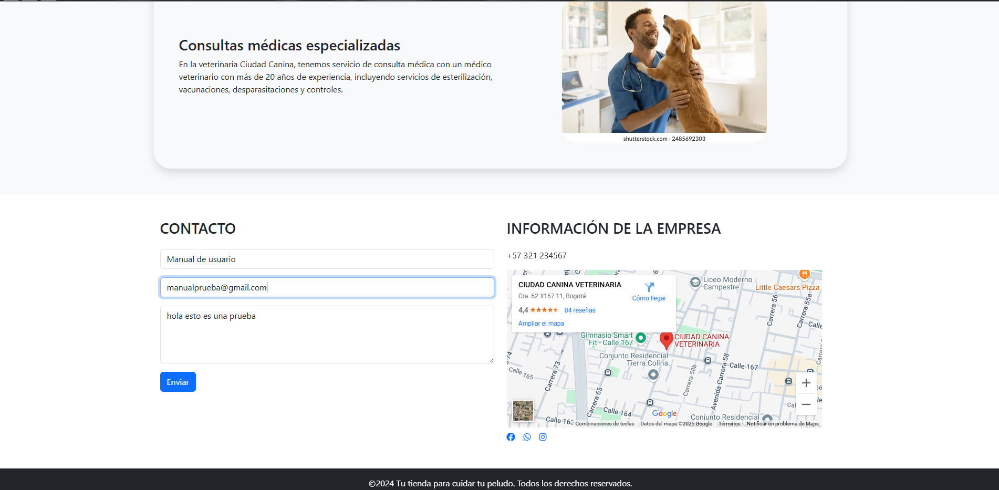 Consultas médicas especializadas
En la veterinaria Ciudad Canina, tenemos servicio de consulta médica con un médico
veterinario con más de 20 años de experiencia, incluyendo servicios de esterilización,
vacunaciones, desparasitaciones y controles.
shutterstock.com · 2485692303
CONTACTO
Manual de usuario
manualprueba@gmail.com
hola esto es una prueba
Enviar
INFORMACIÓN DE LA EMPRESA
+57 321 234567
CIUDAD CANINA VETERINARIA
Cra. 62 #167 11, Bogotá
4,4
84 reseñas
Ampliar el mapa
Cómo llegar
Liceo Moderno
Campestre
Little Caesars Pizza
Carrera 56
Carrera 55a
Calle
Gimnasio Smart
Fit - Calle 167
CIUDAD CANINA
VETERINARIA
Conjunto Residencial
Tierra Colina
Calle 167
Calle 165
Carrera 73
Carrera 65
Carrera 58b
Avenida Carrera 58
Calle 164
Calle 163
Conjunto Residencial
Google
Combinaciones de teclas
Datos del mapa ©2025 Google
Términos
Notificar un problema de Maps
©2024 Tu tienda para cuidar tu peludo. Todos los derechos reservados.